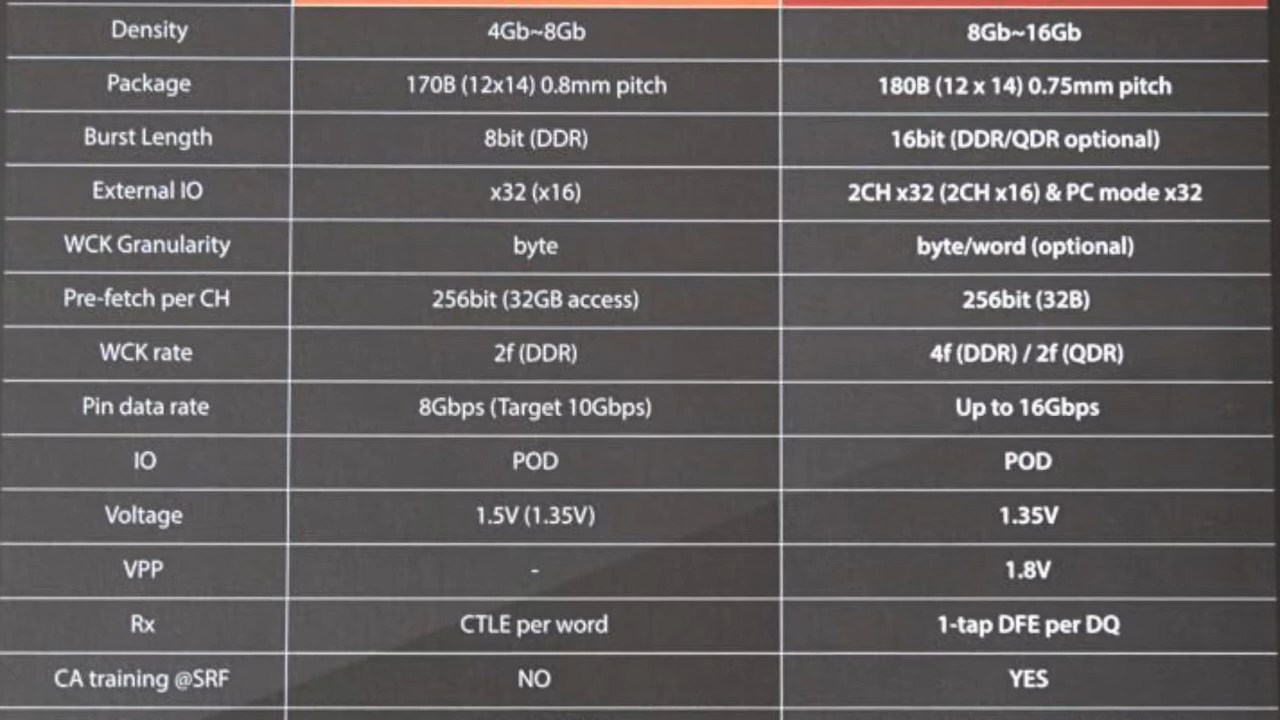 Density 4Gb~8Gb 8Gb~16Gb
Package 170B (12x14) 0.8mm pitch 180B (12 x 14) 0.75mm pitch
Burst Length 8bit (DDR) 16bit (DDR/QDR optional)
External IO x32 (x16) 2CH x32 (2CH x16) & PC mode x32
WCK Granularity byte byte/word (optional)
Pre-fetch per CH 256bit (32GB access) 256bit (32B)
WCK rate 2f (DDR) 4f (DDR) / 2f (QDR)
Pin data rate 8Gbps (Target 10Gbps) Up to 16Gbps
IO POD POD
Voltage 1.5V (1.35V) 1.35V
VPP - 1.8V
Rx CTLE per word 1-tap DFE per DQ
CA training @SRF NO YES